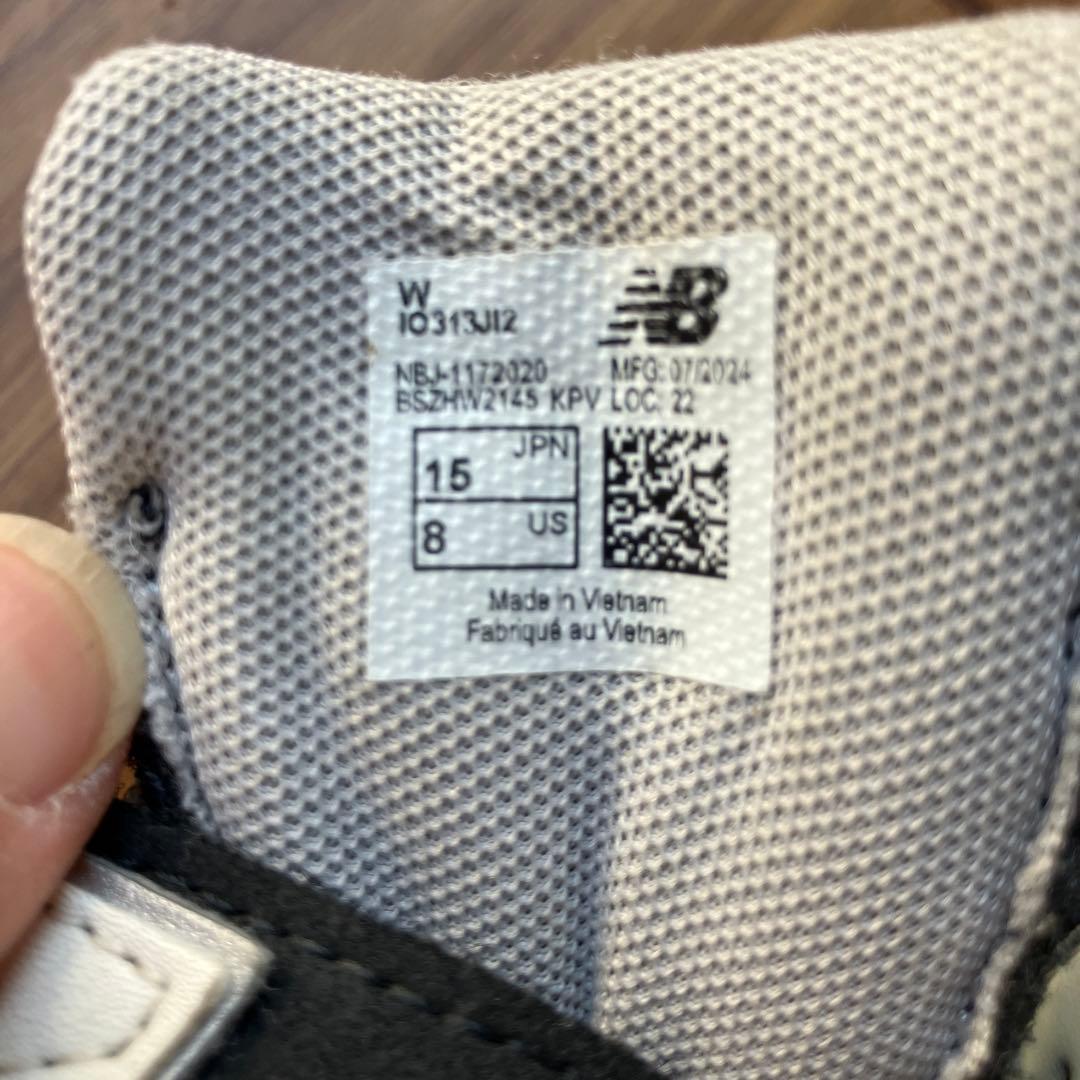 W
IO313JI2
NB
NBJ-1172020 MFG: 07/2024
BSZHW2145 KPV LOC: 22
JPN
15
US
8
Made in Vietnam
Fabriqué au Vietnam